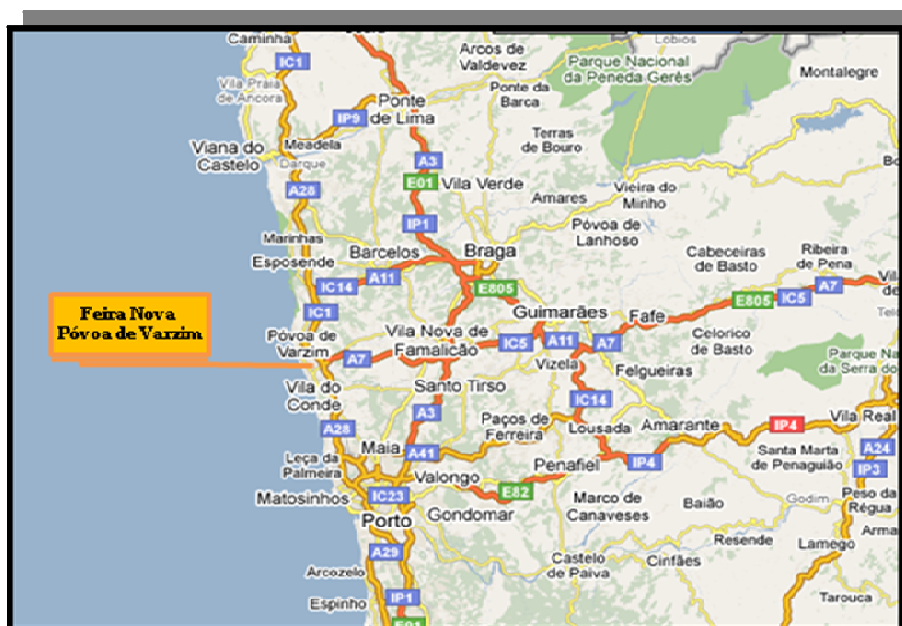 Lobios
Caminha
Arcos de
Valdevez
Parque Nacional
da Peneda Gerês
Montalegre
IC1
Vila Praia
de Ancora
Ponte da
Barca
Ponte
de Lima
IP9
Viana do
Castelo
Meadela
Darque
Terras
de Bouro
A3
E01
Vila Verde
A28
Amares
Vieira do
Minho
IP1
Póvoa de
Lanhoso
Marinhas
Esposende
Barcelos
Braga
Cabeceiras
de Basto
Ribeira
de Pena
IC14
A11
E805
E805
IC5
A7
Feira Nova
Póvoa de Varzim
IC1
Guimarães
Fafe
Póvoa de
Varzim
Vila Nova de
Famalicão
IC5
A11
A7
Celorico
de Basto
A7
Vizela
Felgueiras
Parque Na
da Serra do
Vila do
Conde
Santo Tirso
IC14
A28
A3
Paços de
Ferreira
Lousada
Amarante
IP4
Vila Real
Maia
A41
A24
Leça da
Palmeira
Valongo
Penafiel
IP4
Santa Marta
de Penaguião
IP3
Matosinhos
IC23
E82
Marco de
Canaveses
Baião
Godim
Peso da
Régua
Porto
Gondomar
Resende
Lamego
Arma
A29
Castelo
de Paiva
Cinfães
Arcozelo
Espinho
IP1
Tarouca
E01